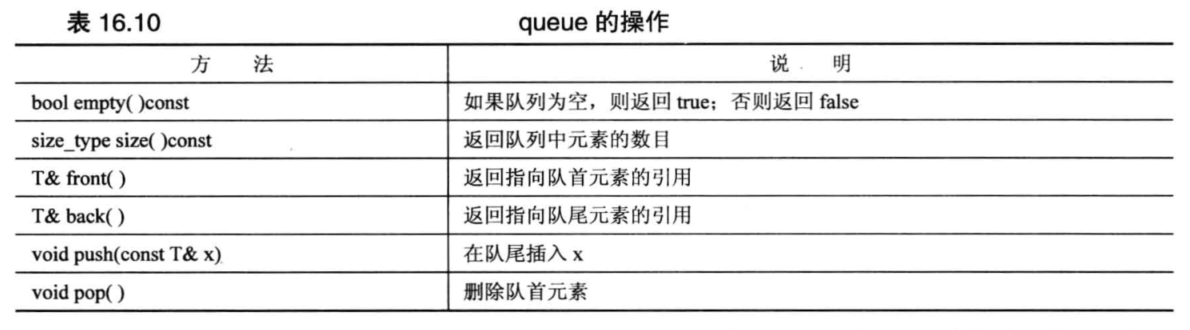 表 16.10 queue 的操作
方 法 说 明
bool empty( )const 如果队列为空，则返回 true；否则返回 false
size_type size( )const 返回队列中元素的数目
T& front( ) 返回指向队首元素的引用
T& back( ) 返回指向队尾元素的引用
void push(const T& x) 在队尾插入 x
void pop( ) 删除队首元素